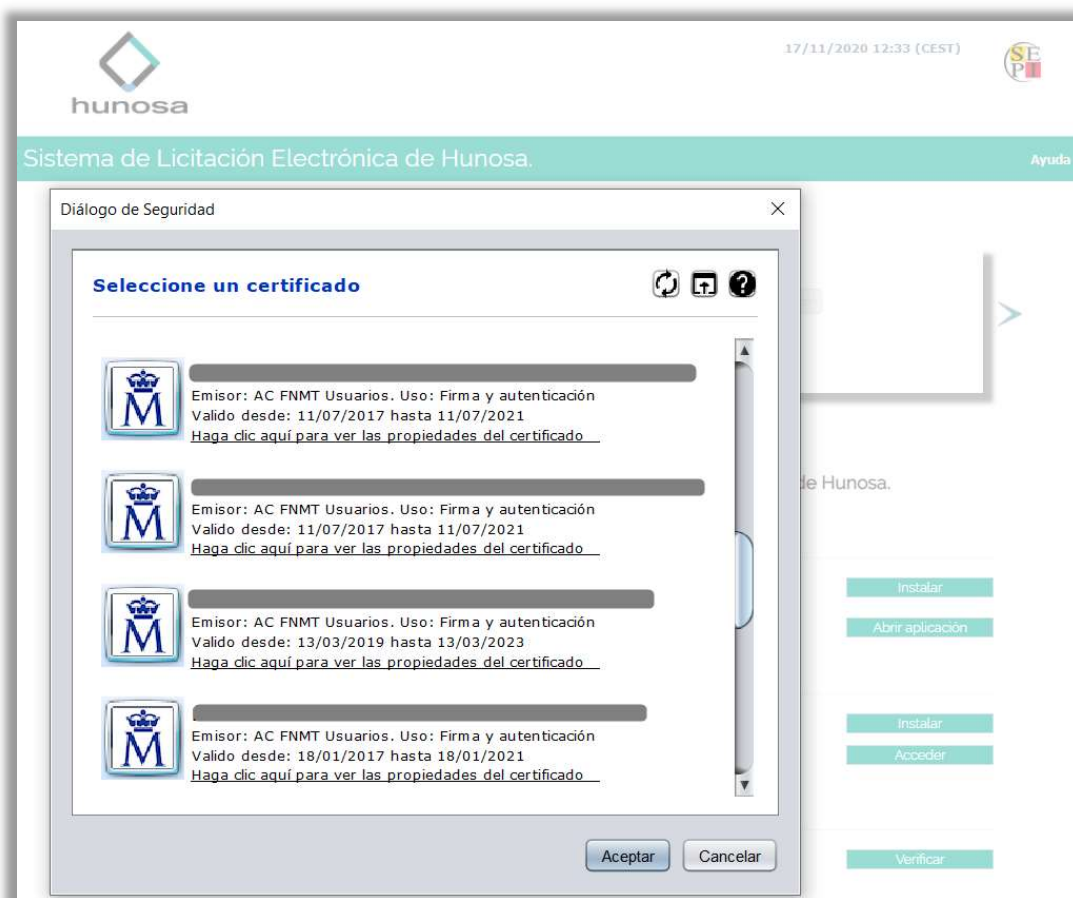 17/11/2020 12:33 (CEST)
SE
PI
hunosa
Sistema de Licitación Electrónica de Hunosa.
Ayuda
Diálogo de Seguridad
Seleccione un certificado
Emisor: AC FNMT Usuarios. Uso: Firma y autenticación
Valido desde: 11/07/2017 hasta 11/07/2021
Haga clic aquí para ver las propiedades del certificado
Emisor: AC FNMT Usuarios. Uso: Firma y autenticación
Valido desde: 11/07/2017 hasta 11/07/2021
Haga clic aquí para ver las propiedades del certificado
Emisor: AC FNMT Usuarios. Uso: Firma y autenticación
Valido desde: 13/03/2019 hasta 13/03/2023
Haga clic aquí para ver las propiedades del certificado
Emisor: AC FNMT Usuarios. Uso: Firma y autenticación
Valido desde: 18/01/2017 hasta 18/01/2021
Haga clic aquí para ver las propiedades del certificado
Aceptar Cancelar
de Hunosa.
Instalar
Abrir aplicación
Instalar
Acceder
Verificar